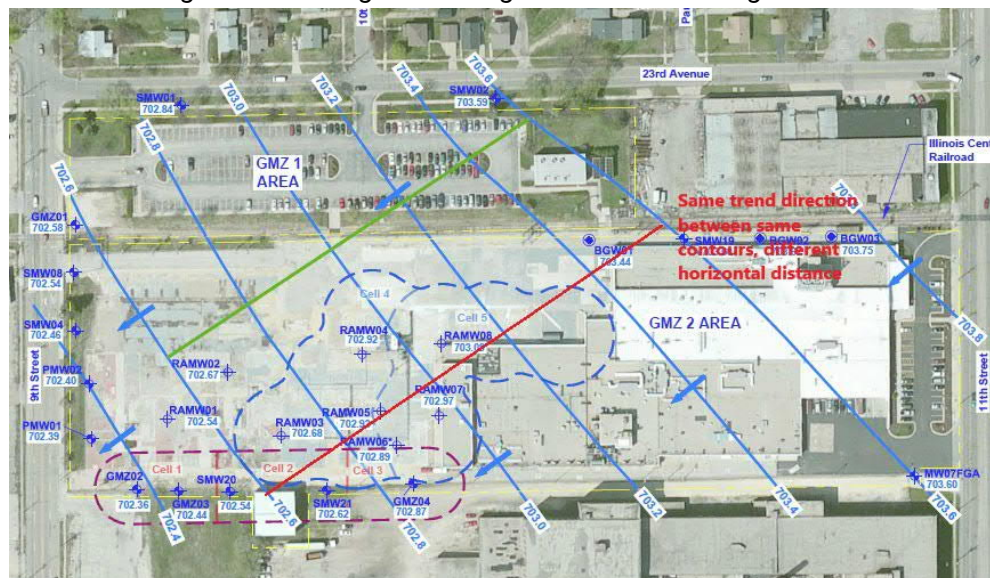 10th
Pa
23rd Avenue
SMW01
702.84
703.0
703.2
703.4
703.6
SMW02
703.59
702.8
GMZ 1
AREA
Illinois Cent
Railroad
702.6
GMZ01
702.58
Same trend direction
between same
contours, different
horizontal distance
BGW01
703.44
SMW19
BGW02
BGW03
703.75
SMW08
702.54
Cell 4
Cell 5
GMZ 2 AREA
SMW04
702.46
RAMW04
702.92
RAMW08
703.8
9th Street
11th Street
PMW02
702.40
RAMW02
702.67
RAMW07
702.97
RAMW01
702.54
RAMW05
RAMW03
702.68
PMW01
702.39
RAMW06*
702.89
Cell 1
Cell 2
Cell 3
GMZ02
702.36
GMZ03
702.44
SMW20
702.54
SMW21
702.62
GMZ04
702.87
MW07FGA
703.60
702.4
702.6
702.8
703.0
703.2
703.4
703.6